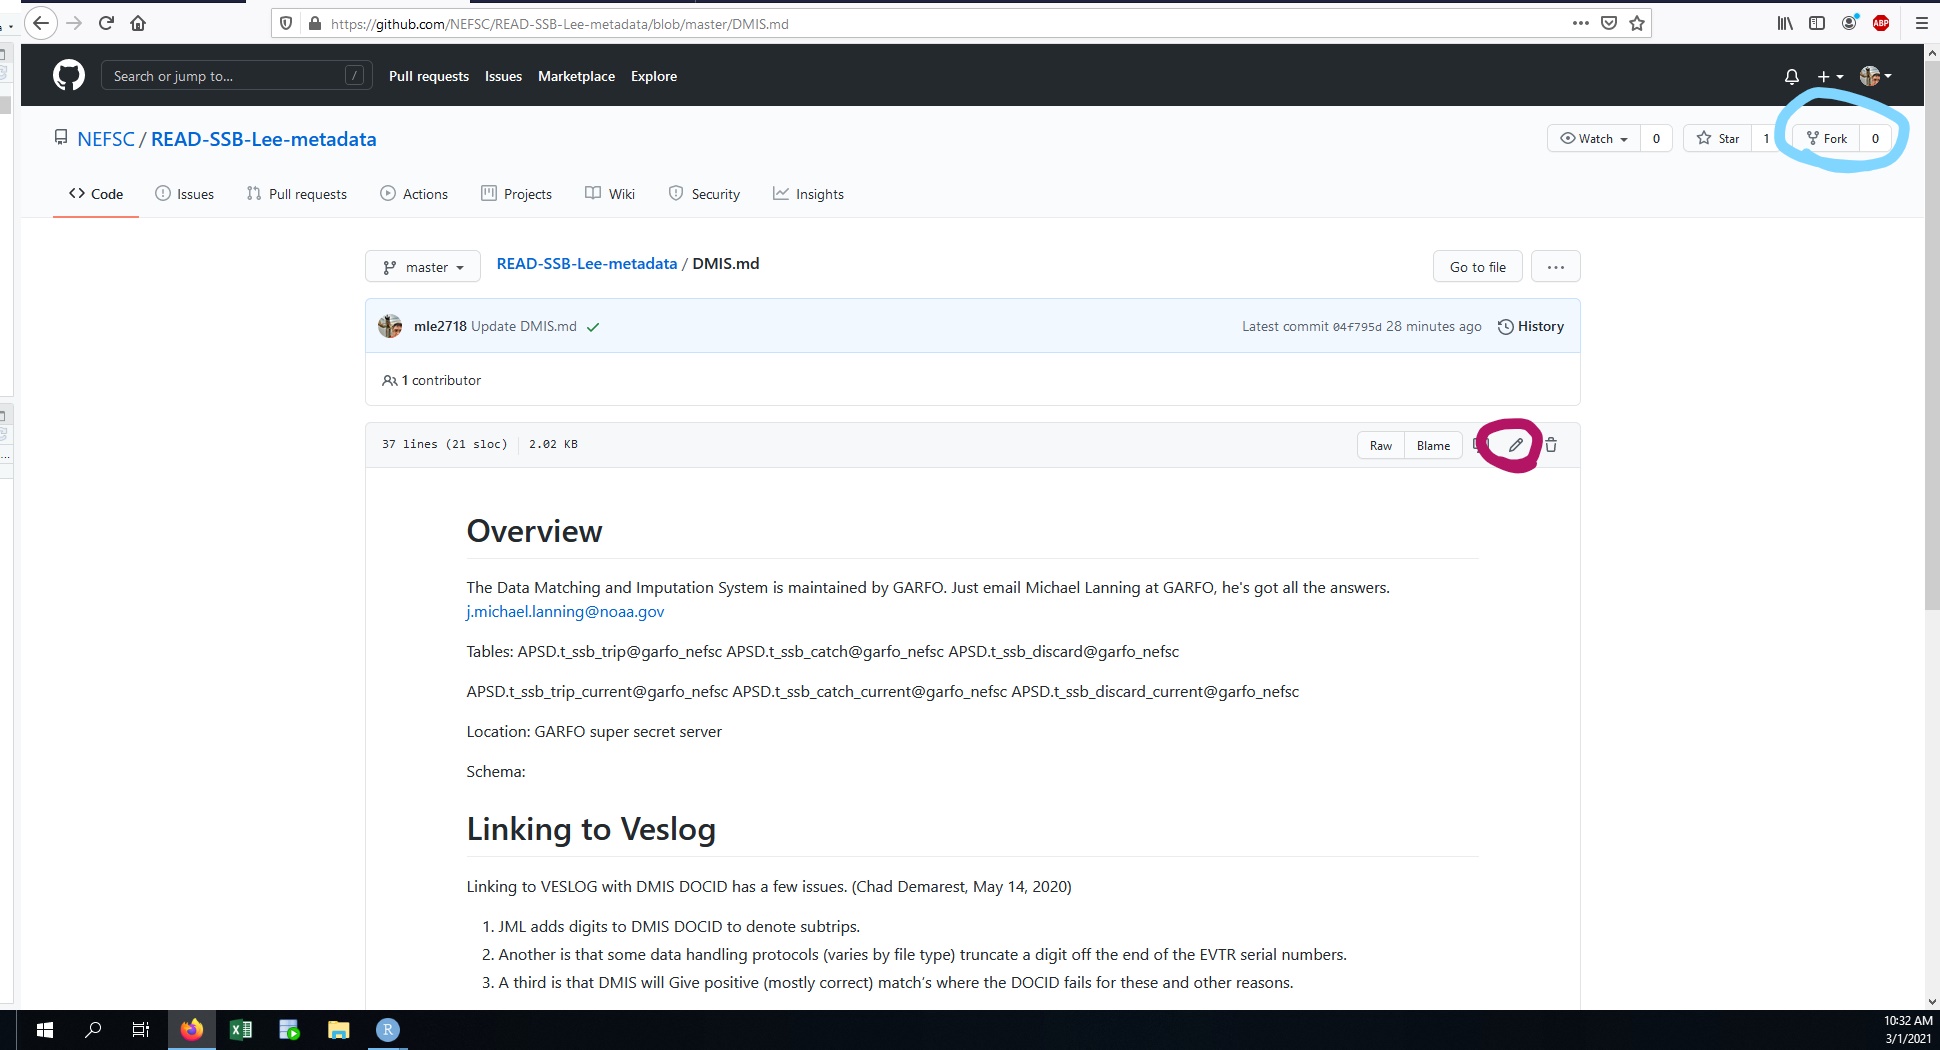 https://github.com/NEFSC/READ-SSB-Lee-metadata/blob/master/DMIS.md
ABP
Search or jump to... /
Pull requests Issues Marketplace Explore
NEFSC / READ-SSB-Lee-metadata
Watch 0 Star 1 Fork 0
Code Issues Pull requests Actions Projects Wiki Security Insights
master READ-SSB-Lee-metadata / DMIS.md Go to file ...
mle2718 Update DMIS.md Latest commit 04f795d 28 minutes ago History
1 contributor
37 lines (21 sloc) 2.02 KB Raw Blame
Overview
The Data Matching and Imputation System is maintained by GARFO. Just email Michael Lanning at GARFO, he's got all the answers.
j.michael.lanning@noaa.gov
Tables: APSD.t_ssb_trip@garfo_nefsc APSD.t_ssb_catch@garfo_nefsc APSD.t_ssb_discard@garfo_nefsc
APSD.t_ssb_trip_current@garfo_nefsc APSD.t_ssb_catch_current@garfo_nefsc APSD.t_ssb_discard_current@garfo_nefsc
Location: GARFO super secret server
Schema:
Linking to Veslog
Linking to VESLOG with DMIS DOCID has a few issues. (Chad Demarest, May 14, 2020)
1. JML adds digits to DMIS DOCID to denote subtrips.
2. Another is that some data handling protocols (varies by file type) truncate a digit off the end of the EVTR serial numbers.
3. A third is that DMIS will Give positive (mostly correct) match’s where the DOCID fails for these and other reasons.
R
10:32 AM
3/1/2021